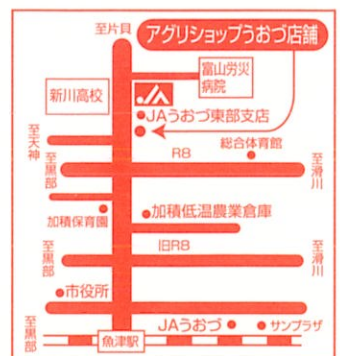 至片貝
アグリショップうおづ店舗
富山労災
病院
新川高校
JA
JAうおづ東部支店
至天神
総合体育館
R8
至黒部
至滑川
加積保育園
加積低温農業倉庫
旧R8
至黒部
至滑川
市役所
JAうおづ
サンプラザ
至黒部
魚津駅